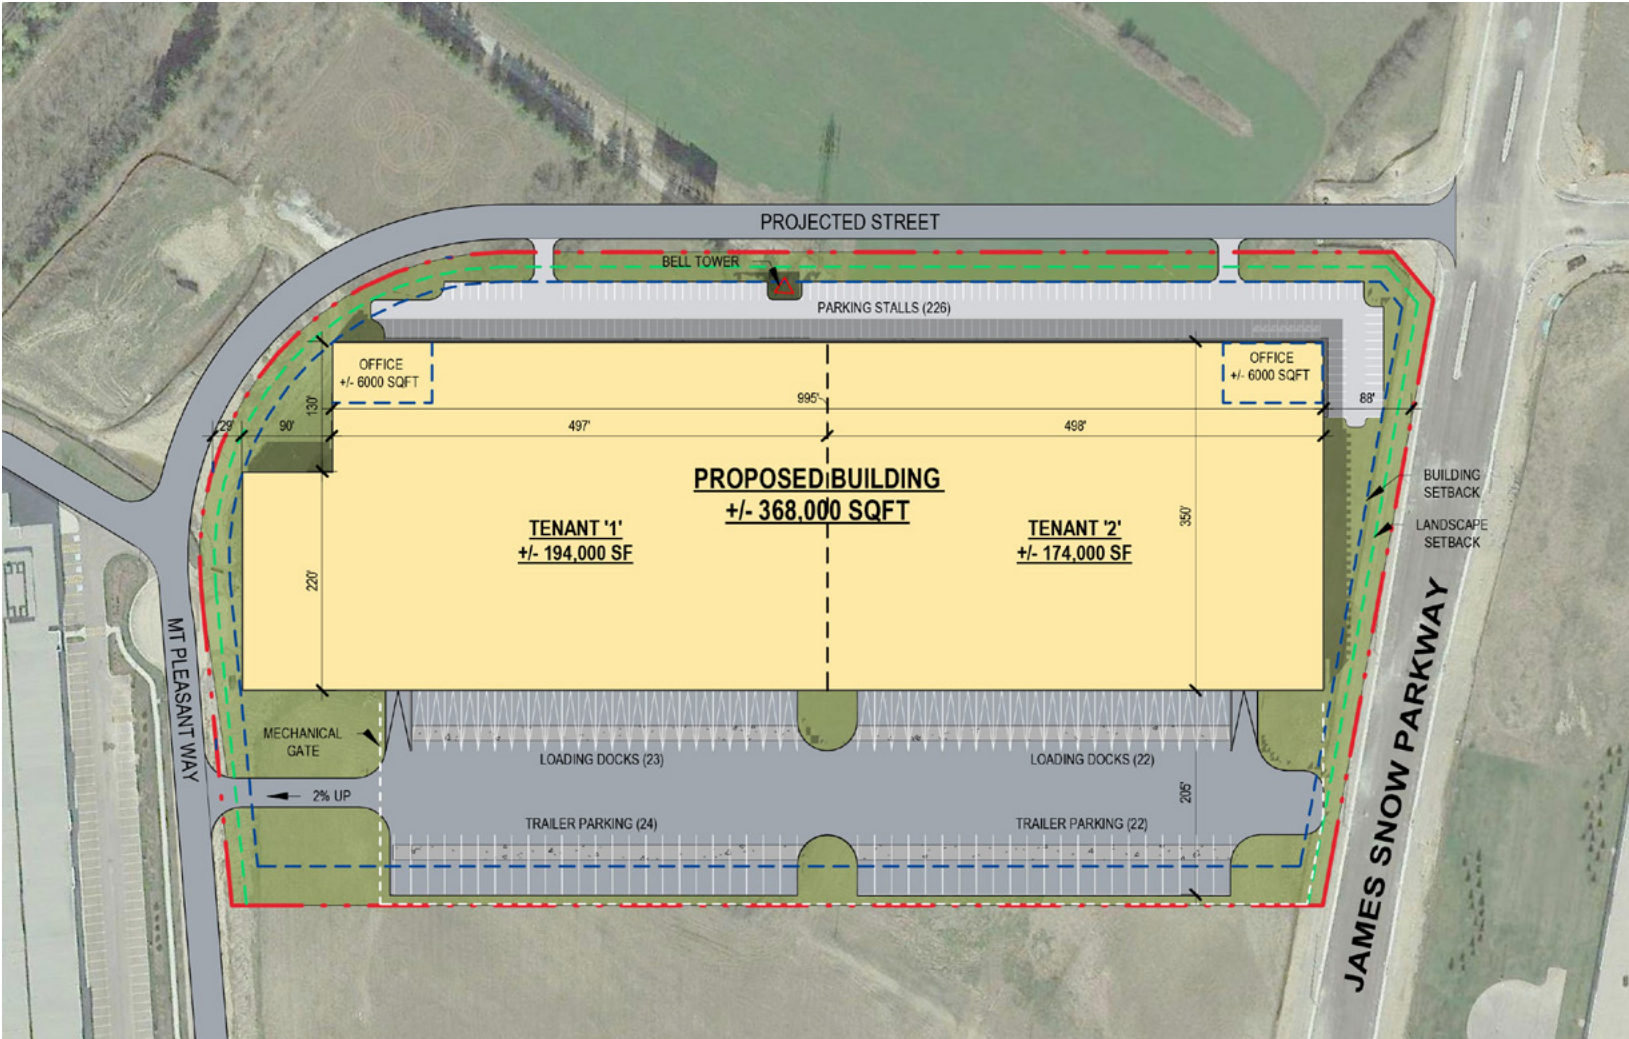 PROJECTED STREET
BELL TOWER
PARKING STALLS (226)
OFFICE
+/- 6000 SQFT
OFFICE
+/- 6000 SQFT
130'
995'
88'
29'
90'
497'
498'
PROPOSED BUILDING
+/- 368,000 SQFT
BUILDING
SETBACK
350'
TENANT '1'
+/- 194,000 SF
TENANT '2'
+/- 174,000 SF
LANDSCAPE
SETBACK
220'
MT PLEASANT WAY
JAMES SNOW PARKWAY
MECHANICAL
GATE
LOADING DOCKS (23)
LOADING DOCKS (22)
2% UP
205'
TRAILER PARKING (24)
TRAILER PARKING (22)